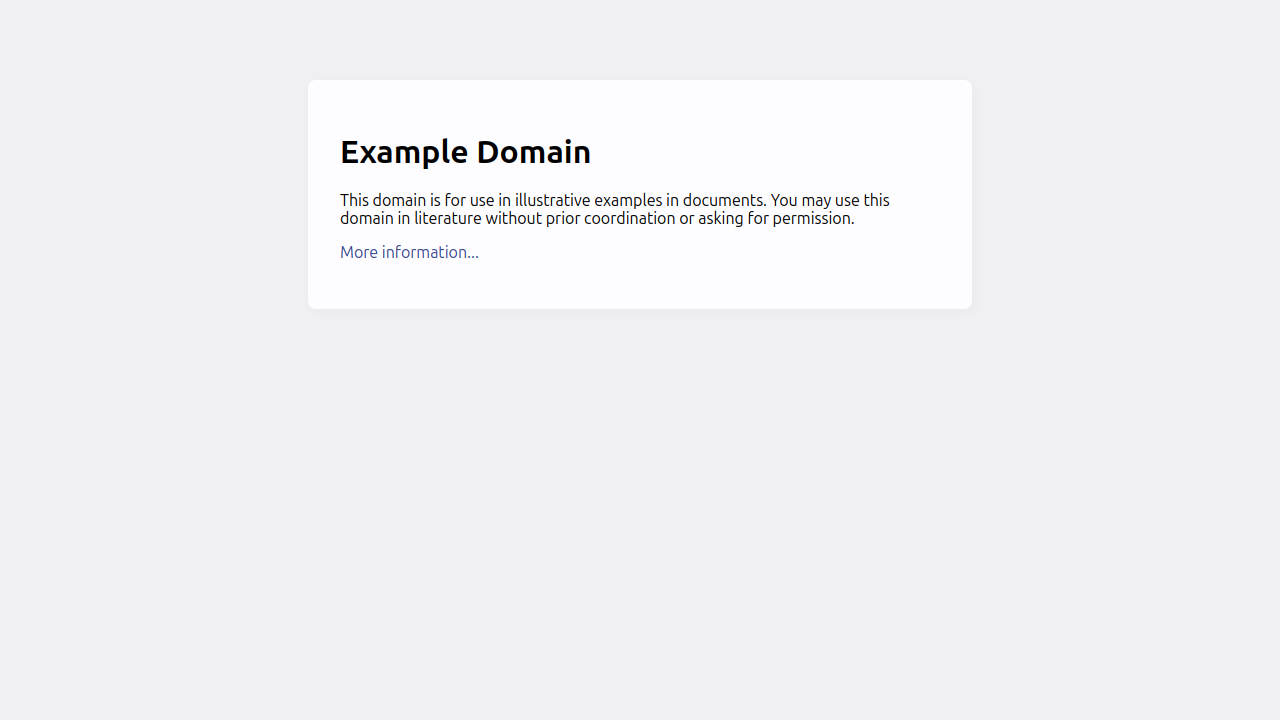 Example Domain
This domain is for use in illustrative examples in documents. You may use this
domain in literature without prior coordination or asking for permission.
More information...